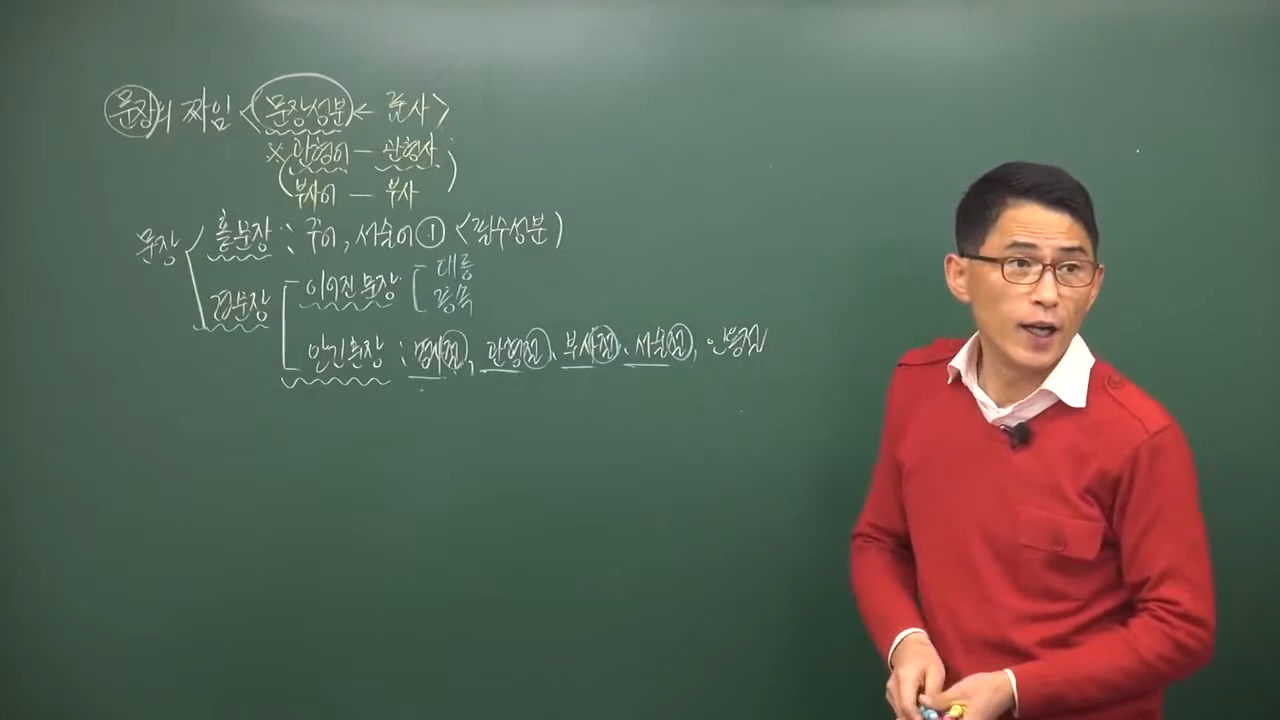 문장의 짜임 <문장성분 ← 품사>
※ 관형어 — 관형사
(부사어 — 부사)
문장 < 홑문장 : 주어, 서술어 ① <필수성분>
겹문장 [ 이어진 문장 [ 대등
종속
안긴문장 : 명사절, 관형절, 부사절, 서술절, 인용절